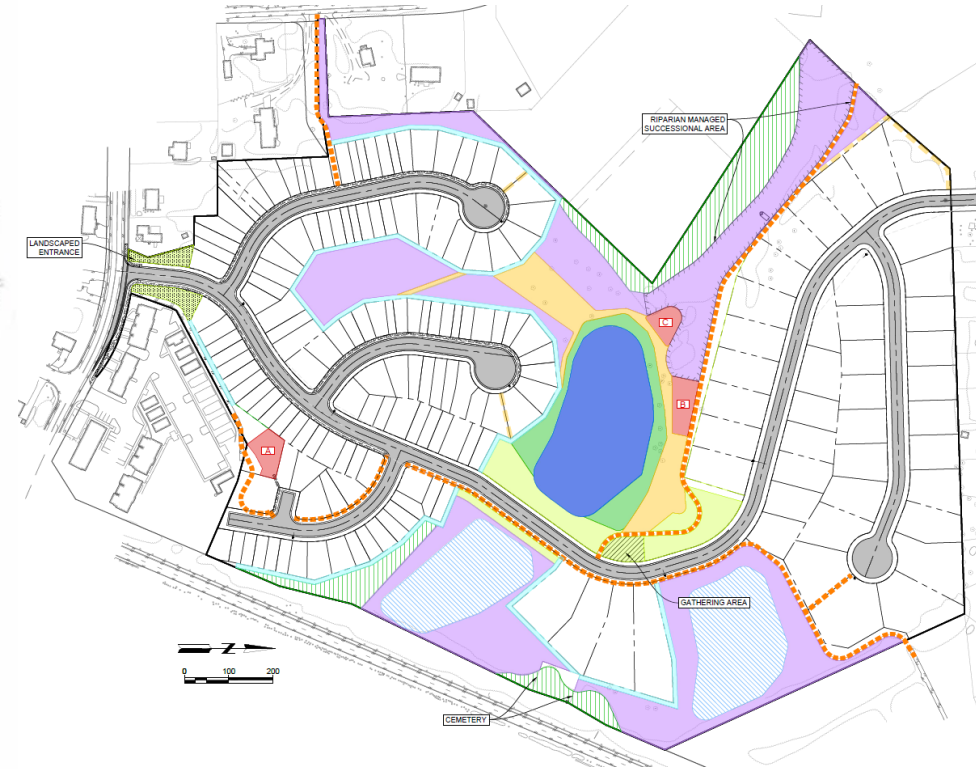 RIPARIAN MANAGED
SUCCESSIONAL AREA
LANDSCAPED
ENTRANCE
C
B
A
GATHERING AREA
Z
0 100 200
CEMETERY